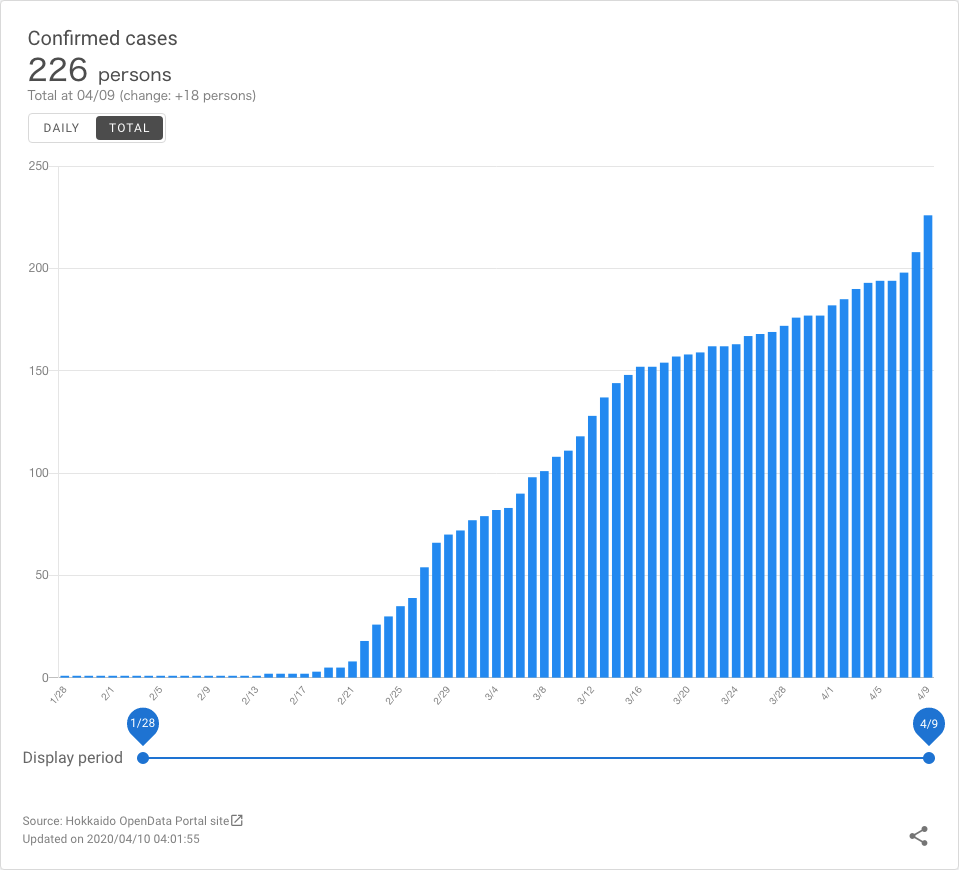 Confirmed cases
226 persons
Total at 04/09 (change: +18 persons)
DAILY TOTAL
250
200
150
100
50
0
1/28 2/1 2/5 2/9 2/13 2/17 2/21 2/25 2/29 3/4 3/8 3/12 3/16 3/20 3/24 3/28 4/1 4/5 4/9
1/28 4/9
Display period
Source: Hokkaido OpenData Portal site
Updated on 2020/04/10 04:01:55